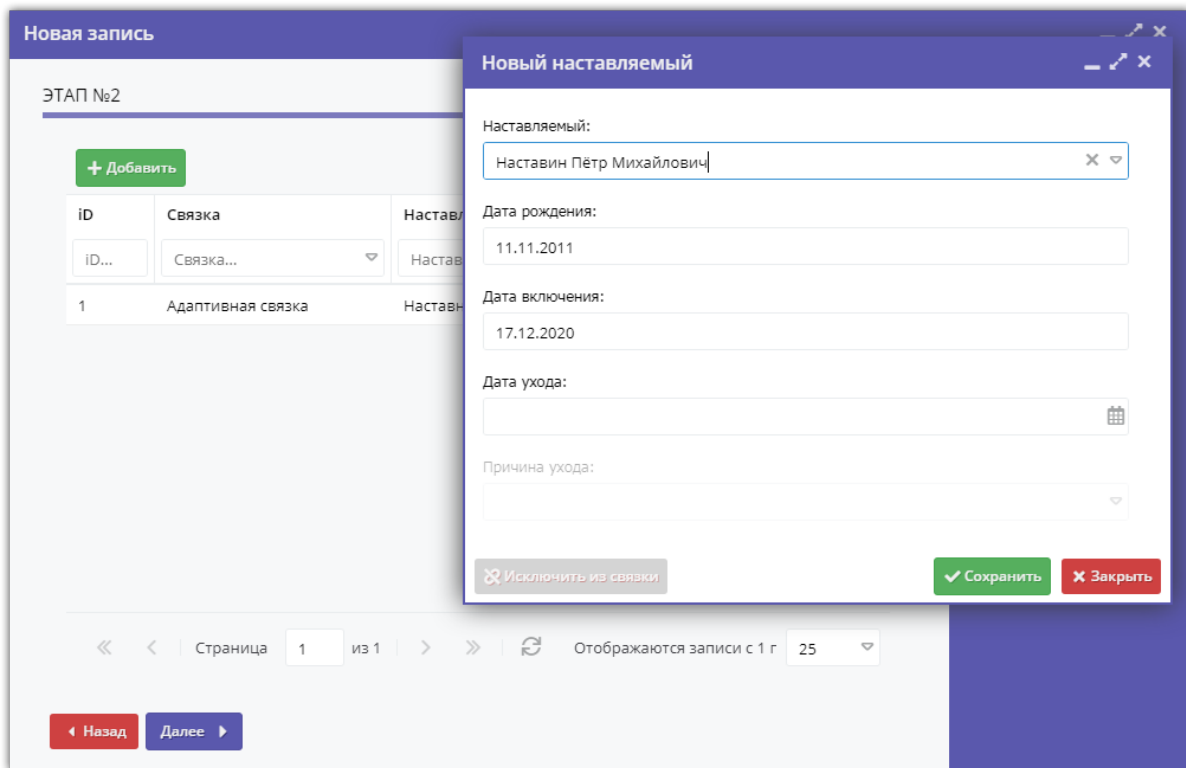 Новая запись
ЭТАП №2
Добавить
iD Связка Наставл
iD... Связка... Настав
1 Адаптивная связка Наставн
Новый наставляемый
Наставляемый:
Наставин Пётр Михайлович
Дата рождения:
11.11.2011
Дата включения:
17.12.2020
Дата ухода:
Причина ухода:
Исключить из связки Сохранить Закрыть
Страница 1 из 1 Отображаются записи с 1 г 25
Назад Далее